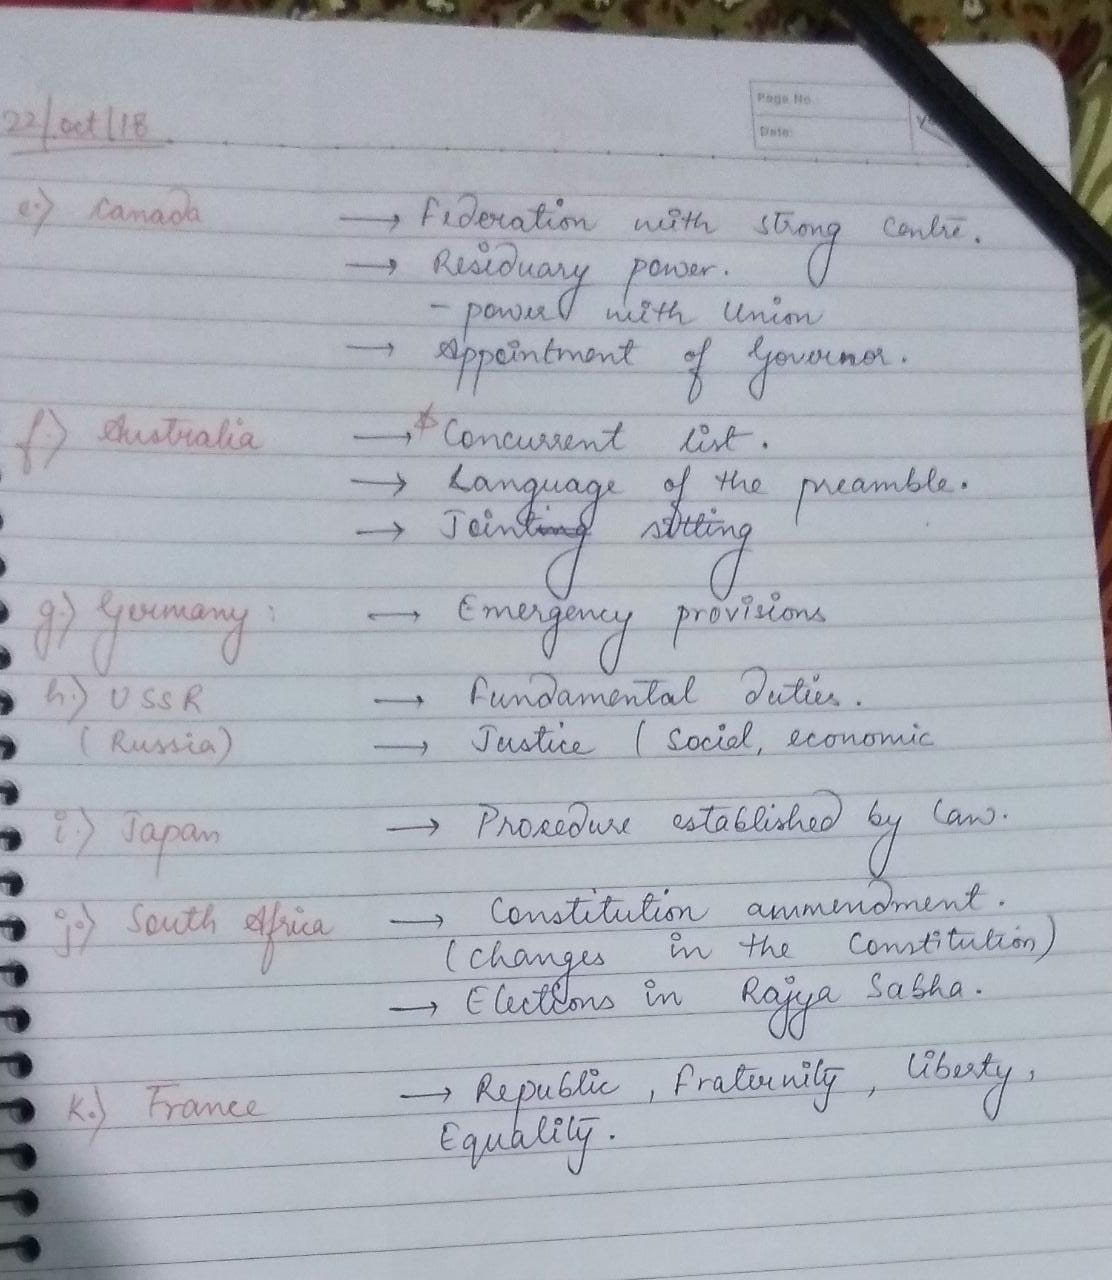 Page No.
Date:
22/oct/18
e.) Canada → Federation with strong centre.
→ Residuary power.
- power with Union
→ Appointment of Governor.
f.) Australia → * Concurrent list.
→ Language of the preamble.
→ Jointing sitting
g.) Germany: → Emergency provisions
h.) USSR → Fundamental Duties.
(Russia) → Justice ( Social, economic
i.) Japan → Procedure established by law.
j.) South Africa → Constitution ammendment.
(changes in the constitution)
→ Elections in Rajya Sabha.
k.) France → Republic, fraternity, liberty,
Equality.